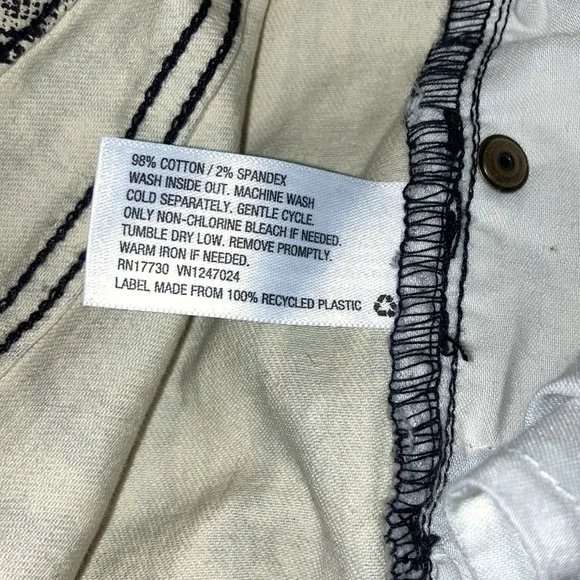 98% COTTON / 2% SPANDEX
WASH INSIDE OUT. MACHINE WASH
COLD SEPARATELY. GENTLE CYCLE.
ONLY NON-CHLORINE BLEACH IF NEEDED.
TUMBLE DRY LOW. REMOVE PROMPTLY.
WARM IRON IF NEEDED.
RN17730 VN1247024
LABEL MADE FROM 100% RECYCLED PLASTIC